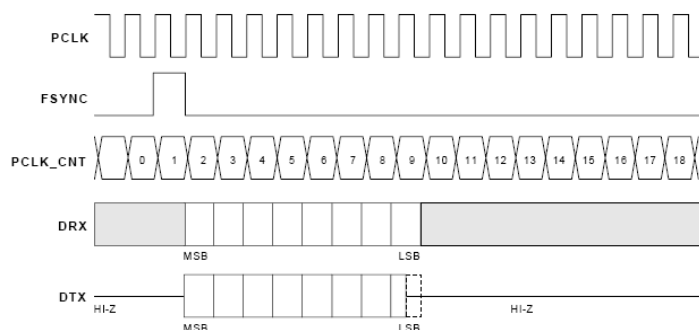 PCLK
FSYNC
PCLK_CNT 0 1 2 3 4 5 6 7 8 9 10 11 12 13 14 15 16 17 18
DRX
MSB LSB
DTX
HI-Z HI-Z
MSB LSB